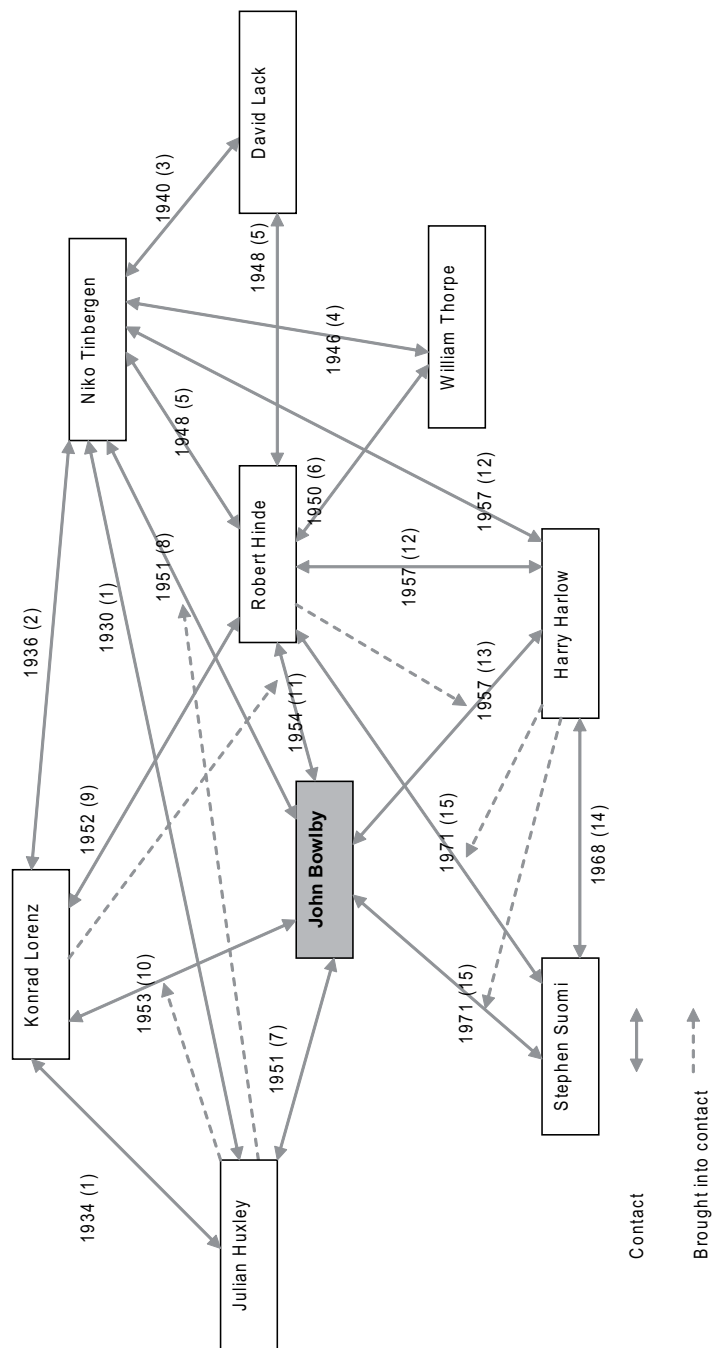 David Lack
1940 (3)
Niko Tinbergen
1948 (5)
1946 (4)
William Thorpe
1948 (5)
1950 (6)
Robert Hinde
1957 (12)
1957 (12)
1951 (8)
1936 (2)
1930 (1)
1954 (11)
1957 (13)
Harry Harlow
1952 (9)
John Bowlby
1971 (15)
1968 (14)
Konrad Lorenz
1953 (10)
1971 (15)
Stephen Suomi
1951 (7)
1934 (1)
Julian Huxley
Contact
Brought into contact